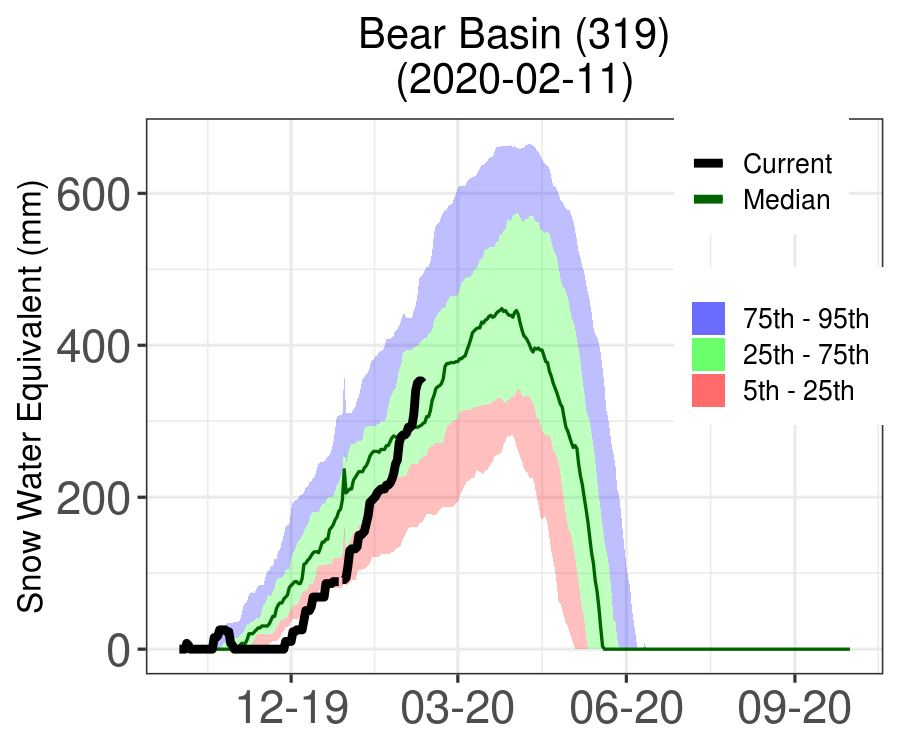 Bear Basin (319)
(2020-02-11)
Snow Water Equivalent (mm)
600
400
200
0
12-19
03-20
06-20
09-20
Current
Median
75th - 95th
25th - 75th
5th - 25th